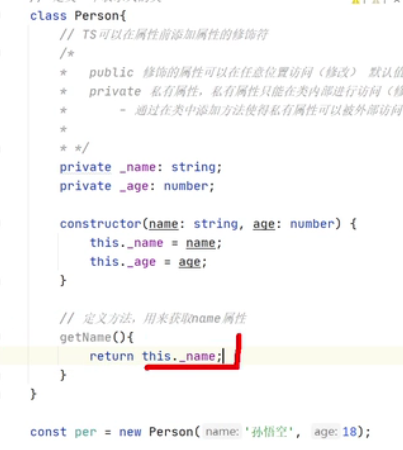 class Person{
// TS可以在属性前添加属性的修饰符
/*
* public 修饰的属性可以在任意位置访问（修改） 默认值
* private 私有属性，私有属性只能在类内部进行访问（修
* - 通过在类中添加方法使得私有属性可以被外部访问
*
* */
private _name: string;
private _age: number;
constructor(name: string, age: number) {
this._name = name;
this._age = age;
}
// 定义方法，用来获取name属性
getName(){
return this._name;
}
}
const per = new Person( name: '孙悟空', age: 18);